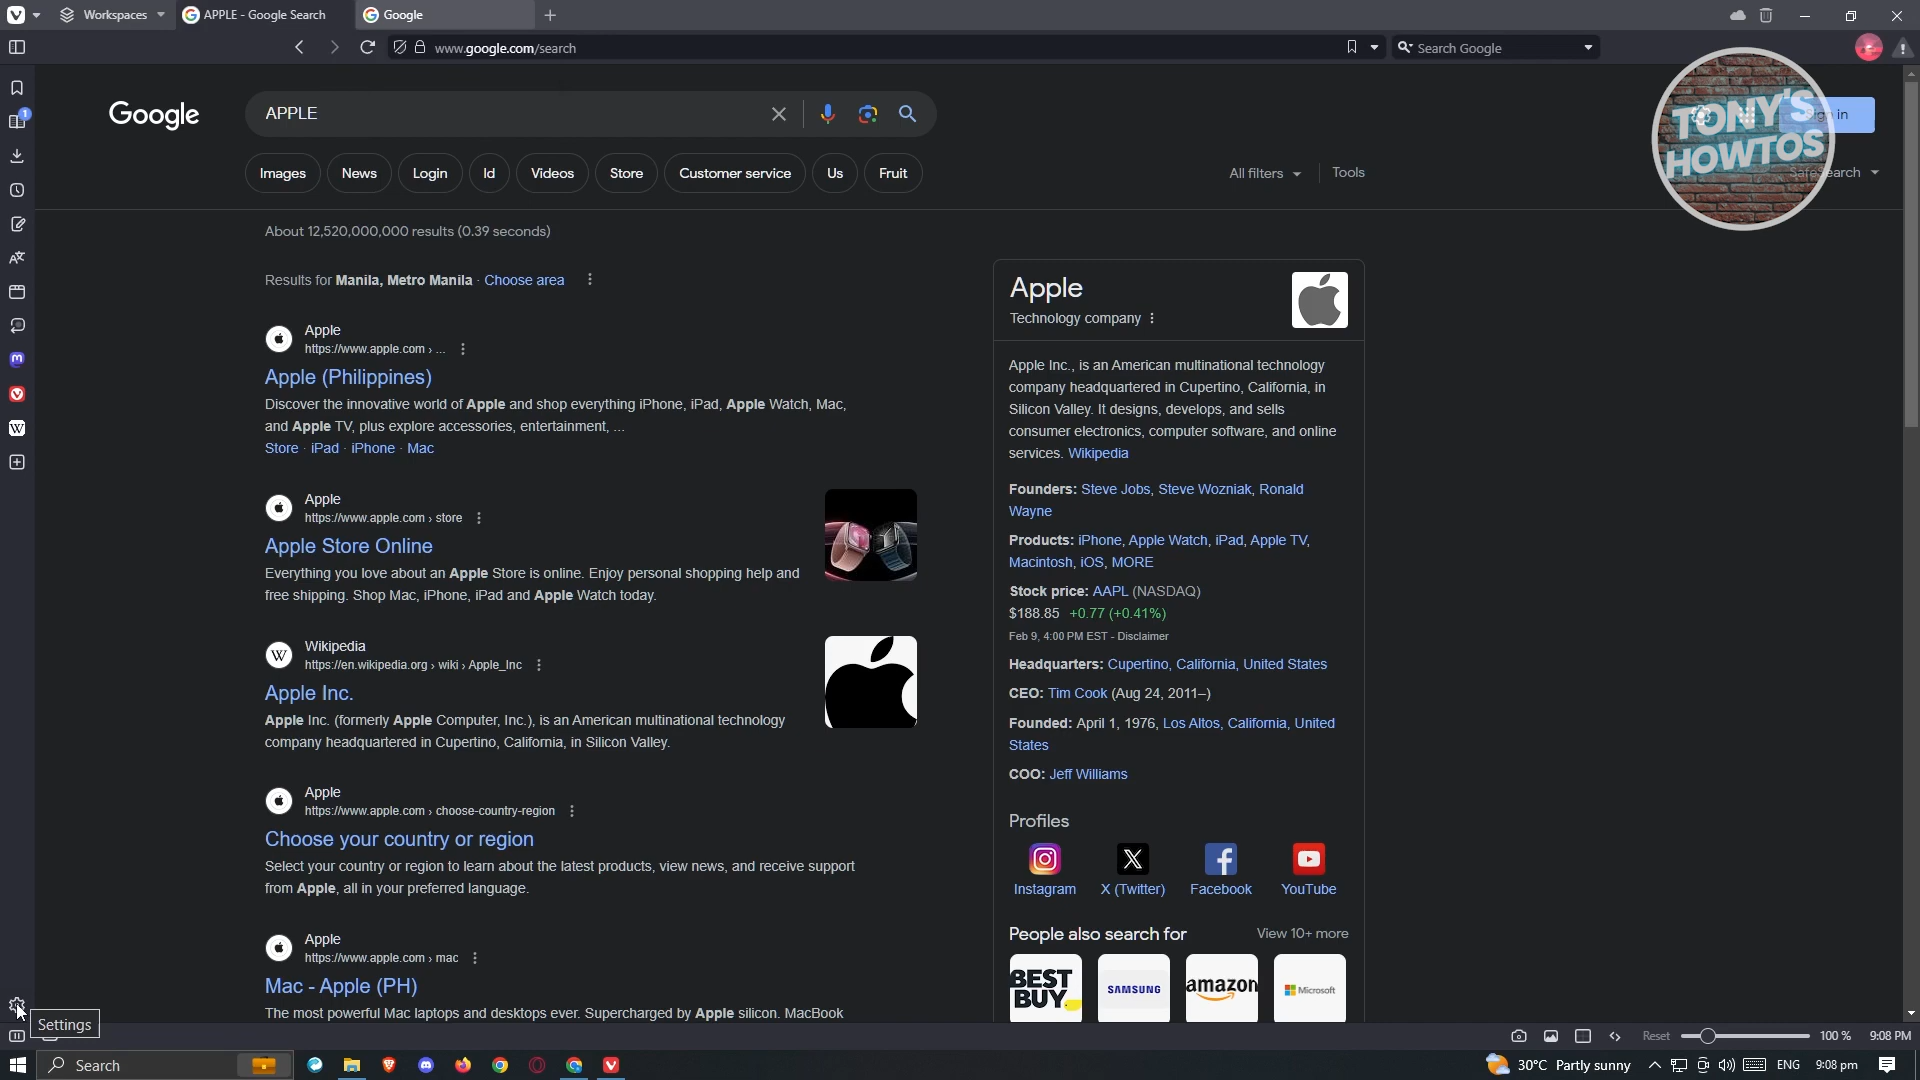 Workspaces
APPLE - Google Search
Google
www.google.com/search
Search Google
1
Google
APPLE
Sign in
TONY'S
HOWTOS
Images
News
Login
Id
Videos
Store
Customer service
Us
Fruit
All filters
Tools
SafeSearch
About 12,520,000,000 results (0.39 seconds)
Results for Manila, Metro Manila · Choose area
Apple
https://www.apple.com › ...
Apple (Philippines)
Discover the innovative world of Apple and shop everything iPhone, iPad, Apple Watch, Mac,
and Apple TV, plus explore accessories, entertainment, ...
Store · iPad · iPhone · Mac
Apple
https://www.apple.com › store
Apple Store Online
Everything you love about an Apple Store is online. Enjoy personal shopping help and
free shipping. Shop Mac, iPhone, iPad and Apple Watch today.
W
Wikipedia
https://en.wikipedia.org › wiki › Apple_Inc
Apple Inc.
Apple Inc. (formerly Apple Computer, Inc.), is an American multinational technology
company headquartered in Cupertino, California, in Silicon Valley.
Apple
https://www.apple.com › choose-country-region
Choose your country or region
Select your country or region to learn about the latest products, view news, and receive support
from Apple, all in your preferred language.
Apple
https://www.apple.com › mac
Mac - Apple (PH)
The most powerful Mac laptops and desktops ever. Supercharged by Apple silicon. MacBook
Apple
Technology company
Apple Inc., is an American multinational technology
company headquartered in Cupertino, California, in
Silicon Valley. It designs, develops, and sells
consumer electronics, computer software, and online
services. Wikipedia
Founders: Steve Jobs, Steve Wozniak, Ronald
Wayne
Products: iPhone, Apple Watch, iPad, Apple TV,
Macintosh, iOS, MORE
Stock price: AAPL (NASDAQ)
$188.85 +0.77 (+0.41%)
Feb 9, 4:00 PM EST - Disclaimer
Headquarters: Cupertino, California, United States
CEO: Tim Cook (Aug 24, 2011–)
Founded: April 1, 1976, Los Altos, California, United
States
COO: Jeff Williams
Profiles
Instagram
X (Twitter)
Facebook
YouTube
People also search for
View 10+ more
BEST
BUY
SAMSUNG
amazon
Microsoft
Settings
Reset
100 %
9:08 PM
Search
30°C Partly sunny
ENG
9:08 pm